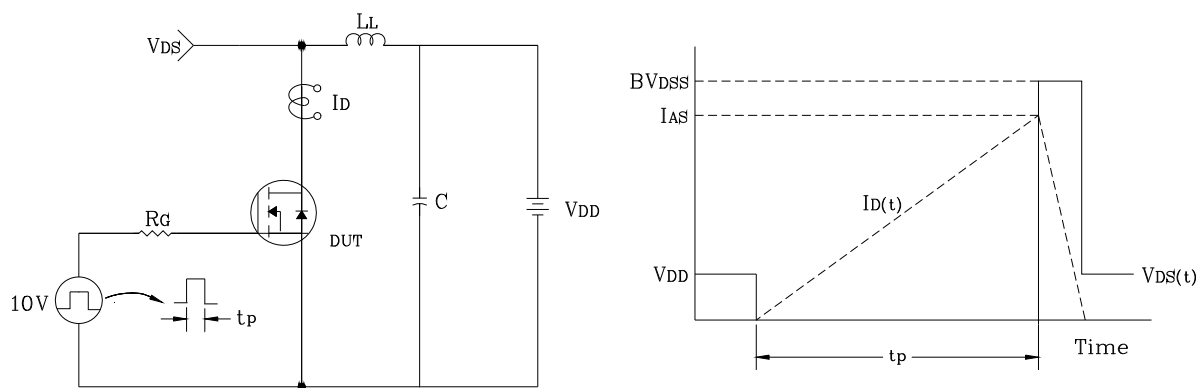 VDS
LL
ID
RG
DUT
C
VDD
10V
tp
BVDSS
IAS
VDD
ID(t)
VDS(t)
tp
Time